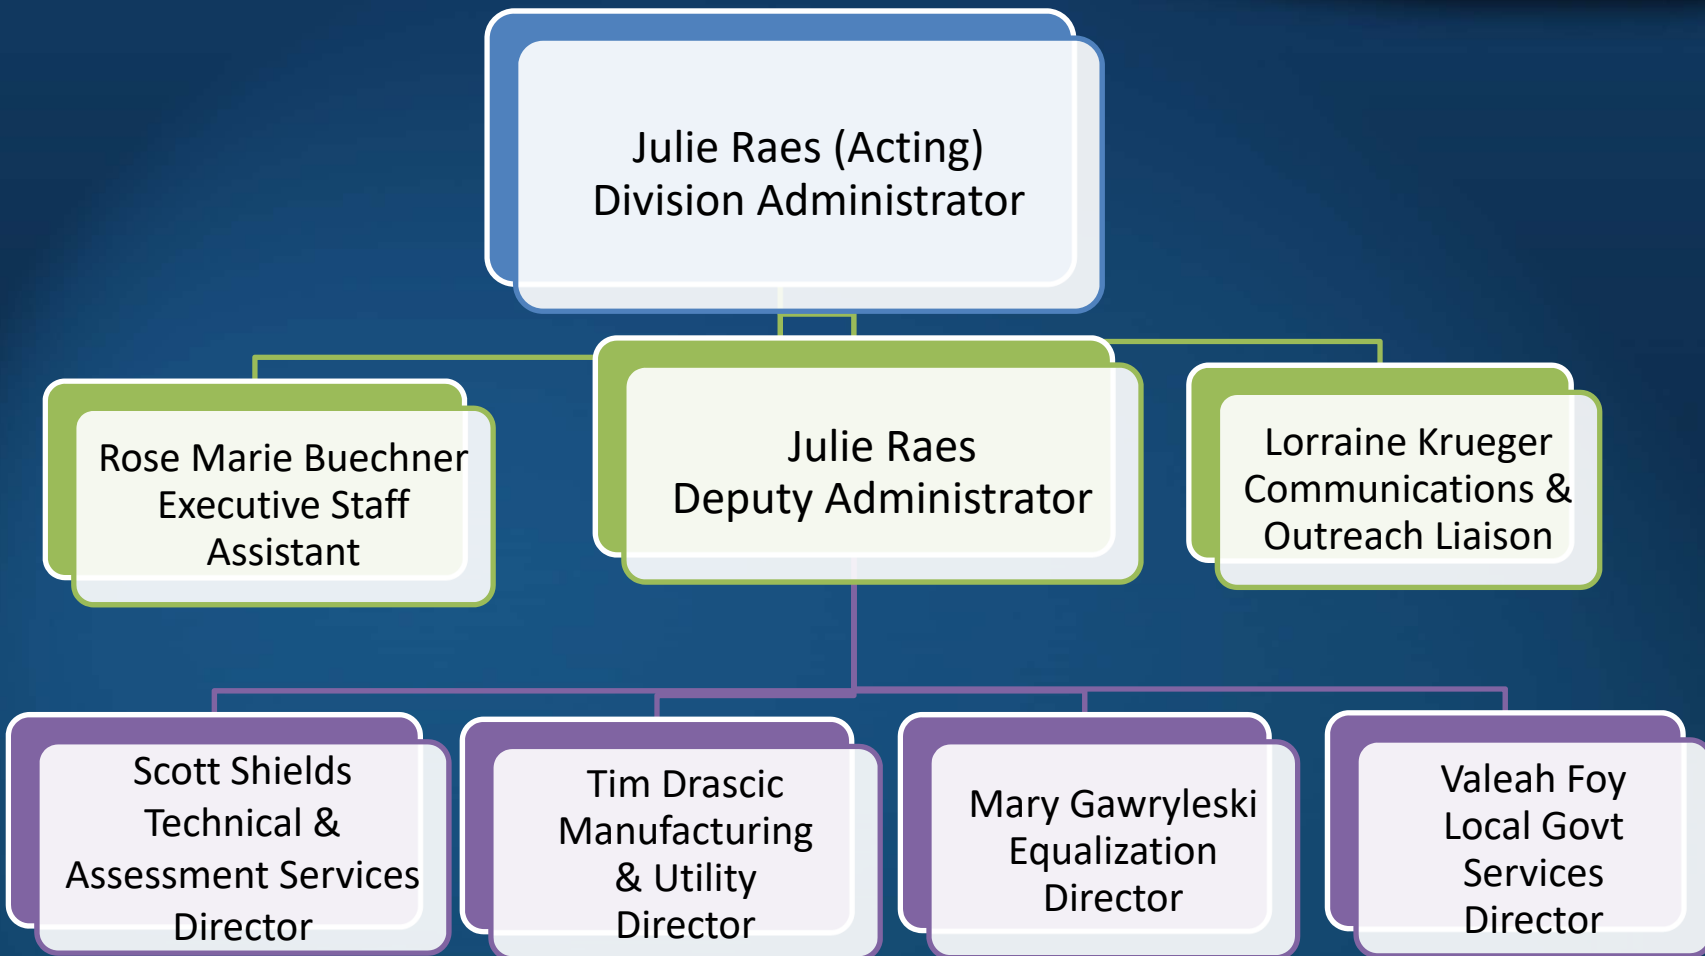 Julie Raes (Acting)
Division Administrator
Rose Marie Buechner
Executive Staff
Assistant
Julie Raes
Deputy Administrator
Lorraine Krueger
Communications &
Outreach Liaison
Scott Shields
Technical &
Assessment Services
Director
Tim Drascic
Manufacturing
& Utility
Director
Mary Gawryleski
Equalization
Director
Valeah Foy
Local Govt
Services
Director